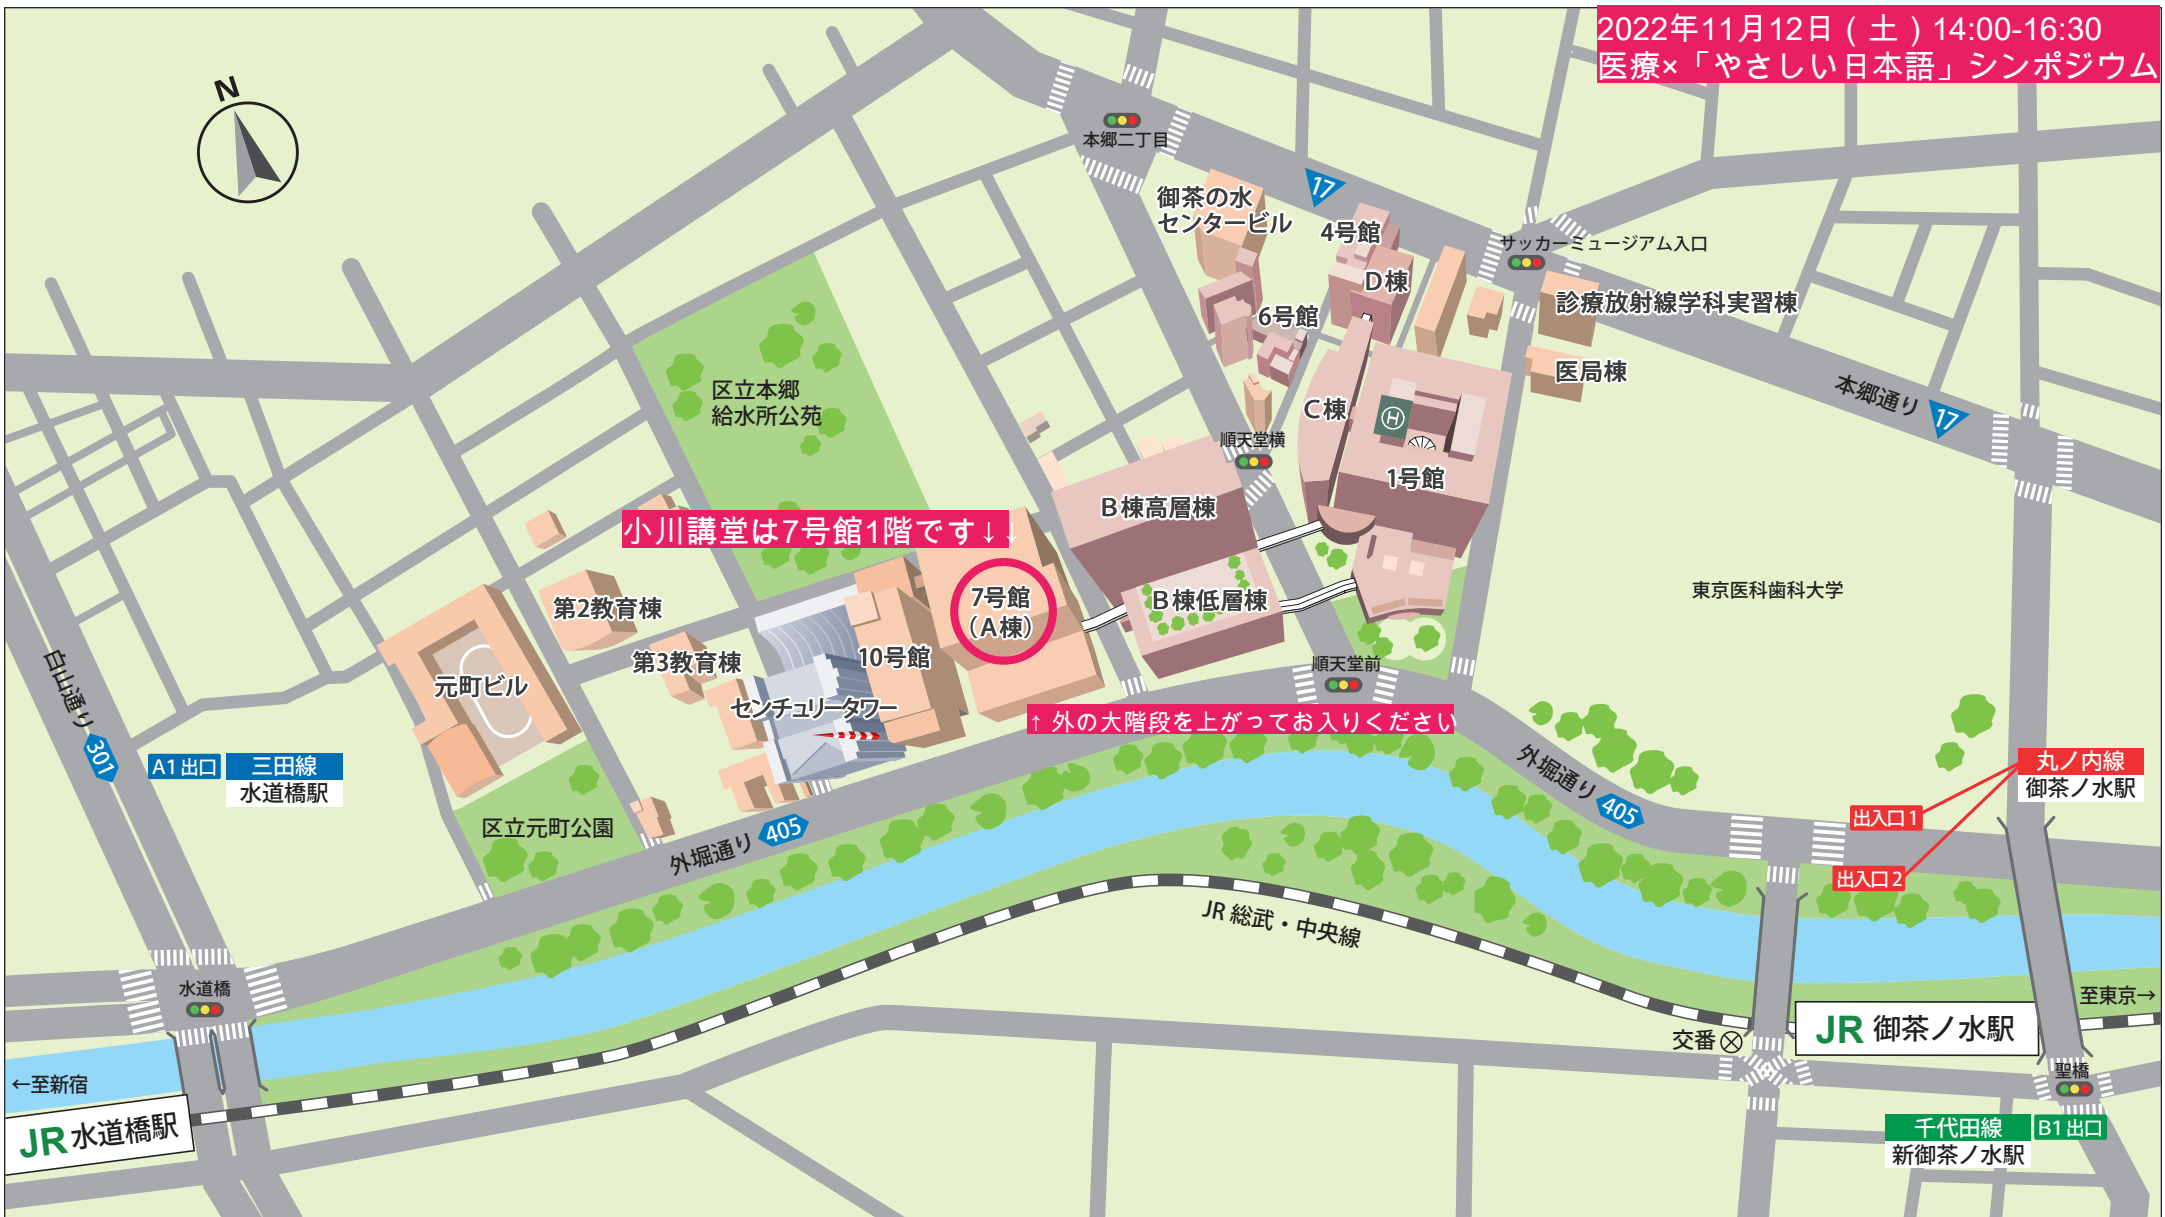 2022年11月12日(土)14:00-16:30
医療×「やさしい日本語」シンポジウム
N
本郷二丁目
17
御茶の水
センタービル
4号館
サッカーミュージアム入口
D棟
診療放射線学科実習棟
6号館
医局棟
区立本郷
給水所公苑
C棟
H
本郷通り
17
順天堂横
1号館
B棟高層棟
小川講堂は7号館1階です↓↓
7号館
(A棟)
B棟低層棟
東京医科歯科大学
第2教育棟
第3教育棟
10号館
元町ビル
センチュリータワー
順天堂前
↑ 外の大階段を上がってお入りください
白山通り
301
A1 出口
三田線
水道橋駅
外堀通り
405
丸ノ内線
御茶ノ水駅
出入口1
出入口2
区立元町公園
外堀通り
405
JR 総武・中央線
水道橋
至東京→
JR 御茶ノ水駅
交番
聖橋
←至新宿
JR 水道橋駅
千代田線
B1 出口
新御茶ノ水駅